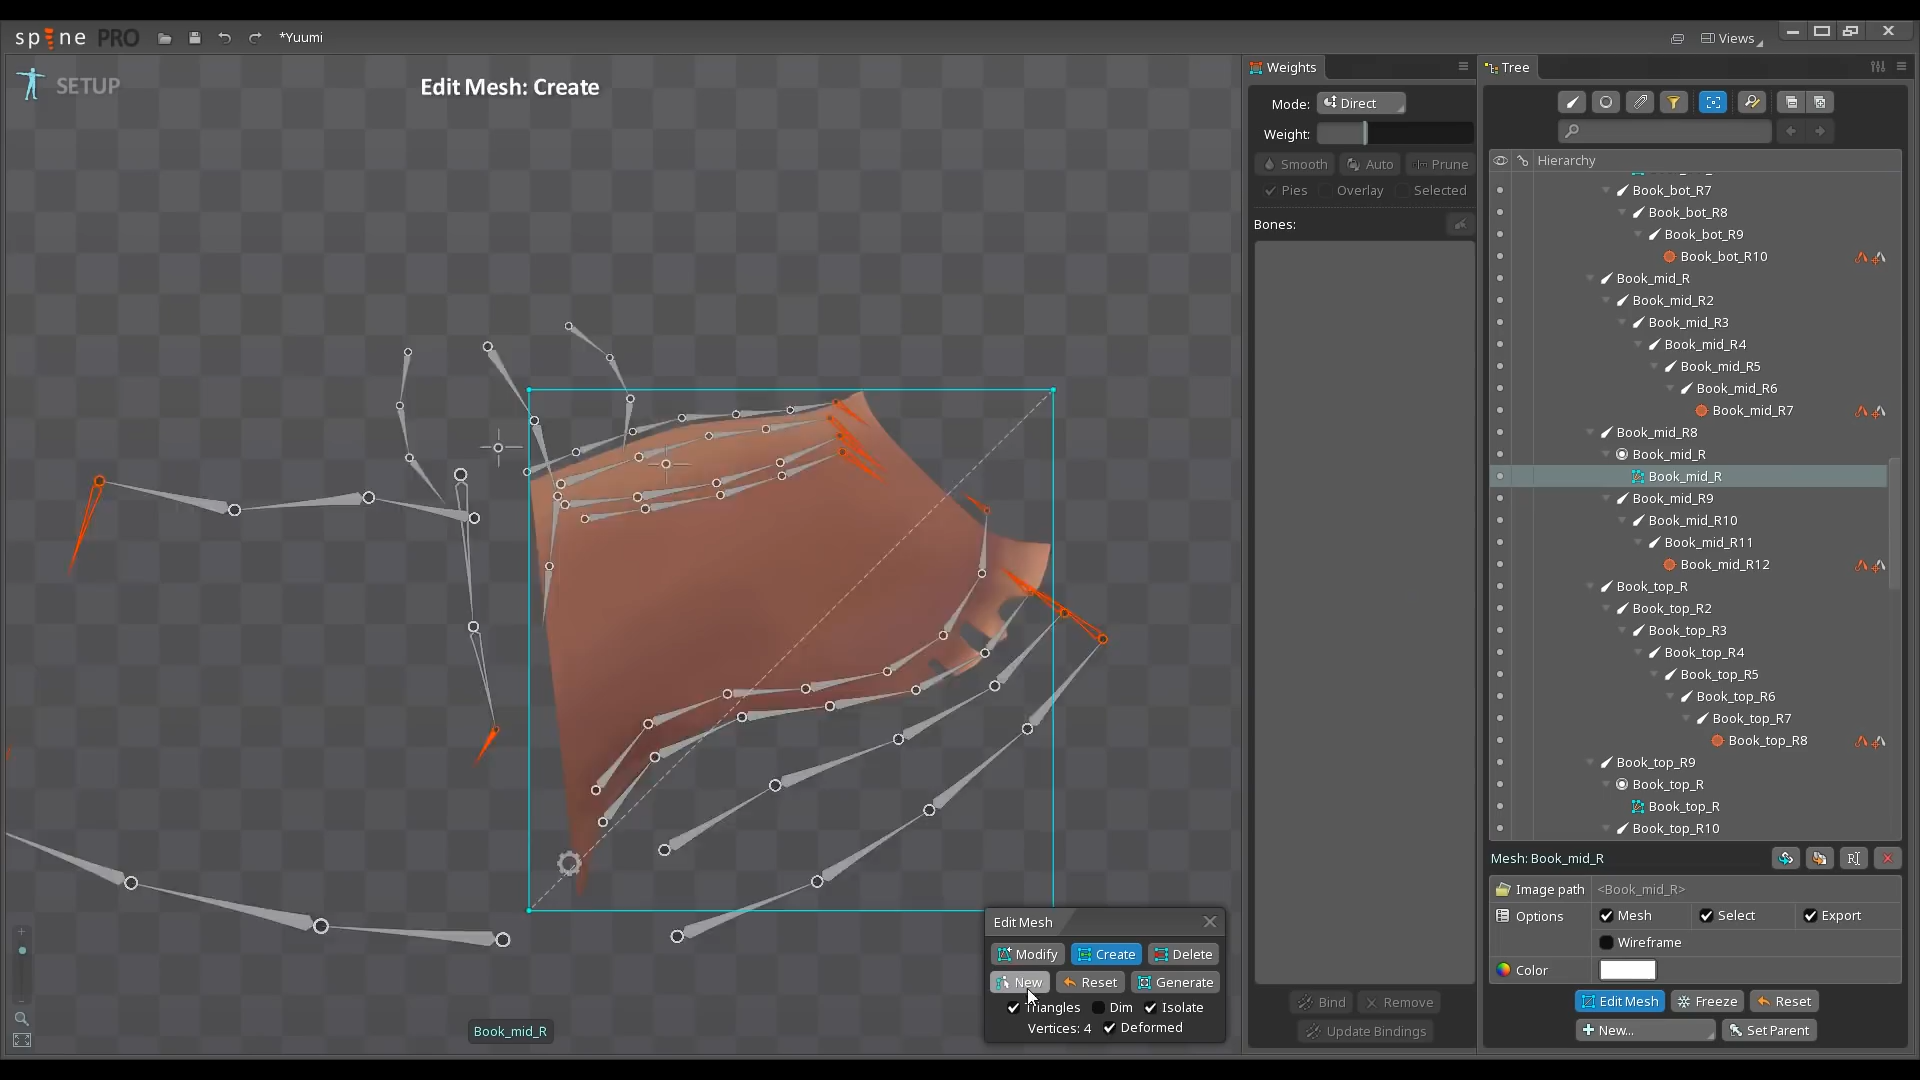 spine PRO
*Yuumi
Views
SETUP
Edit Mesh: Create
Weights
Mode:
Direct
Weight:
Smooth
Auto
Prune
Pies
Overlay
Selected
Bones:
Bind
Remove
Update Bindings
Tree
Hierarchy
Book_bot_R7
Book_bot_R8
Book_bot_R9
Book_bot_R10
Book_mid_R
Book_mid_R2
Book_mid_R3
Book_mid_R4
Book_mid_R5
Book_mid_R6
Book_mid_R7
Book_mid_R8
Book_mid_R
Book_mid_R
Book_mid_R9
Book_mid_R10
Book_mid_R11
Book_mid_R12
Book_top_R
Book_top_R2
Book_top_R3
Book_top_R4
Book_top_R5
Book_top_R6
Book_top_R7
Book_top_R8
Book_top_R9
Book_top_R
Book_top_R
Book_top_R10
Mesh: Book_mid_R
Image path
<Book_mid_R>
Options
Mesh
Select
Export
Wireframe
Color
Edit Mesh
Freeze
Reset
New...
Set Parent
Edit Mesh
Modify
Create
Delete
New
Reset
Generate
Triangles
Dim
Isolate
Vertices: 4
Deformed
Book_mid_R